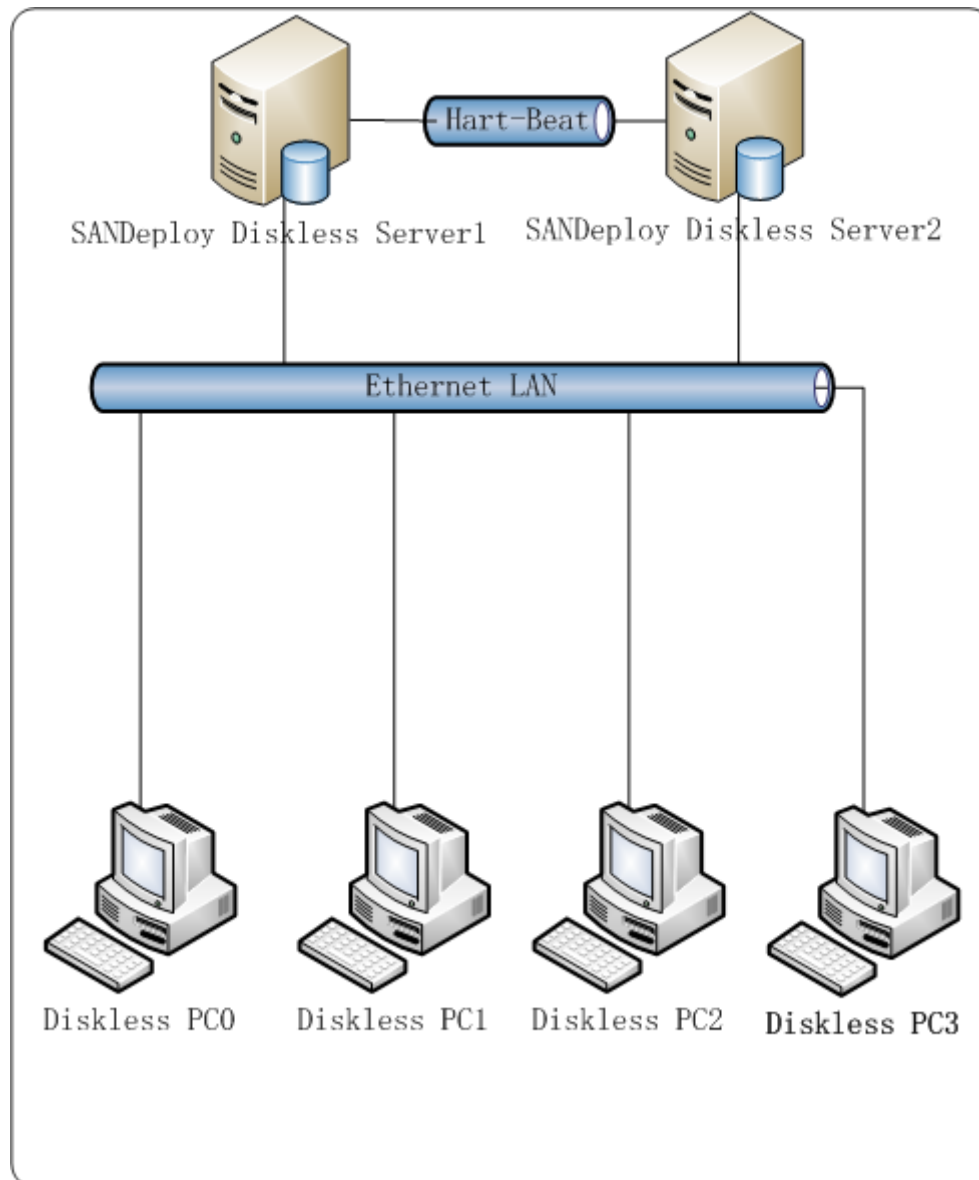 Hart-Beat
SANDeploy Diskless Server1
SANDeploy Diskless Server2
Ethernet LAN
Diskless PC0
Diskless PC1
Diskless PC2
Diskless PC3